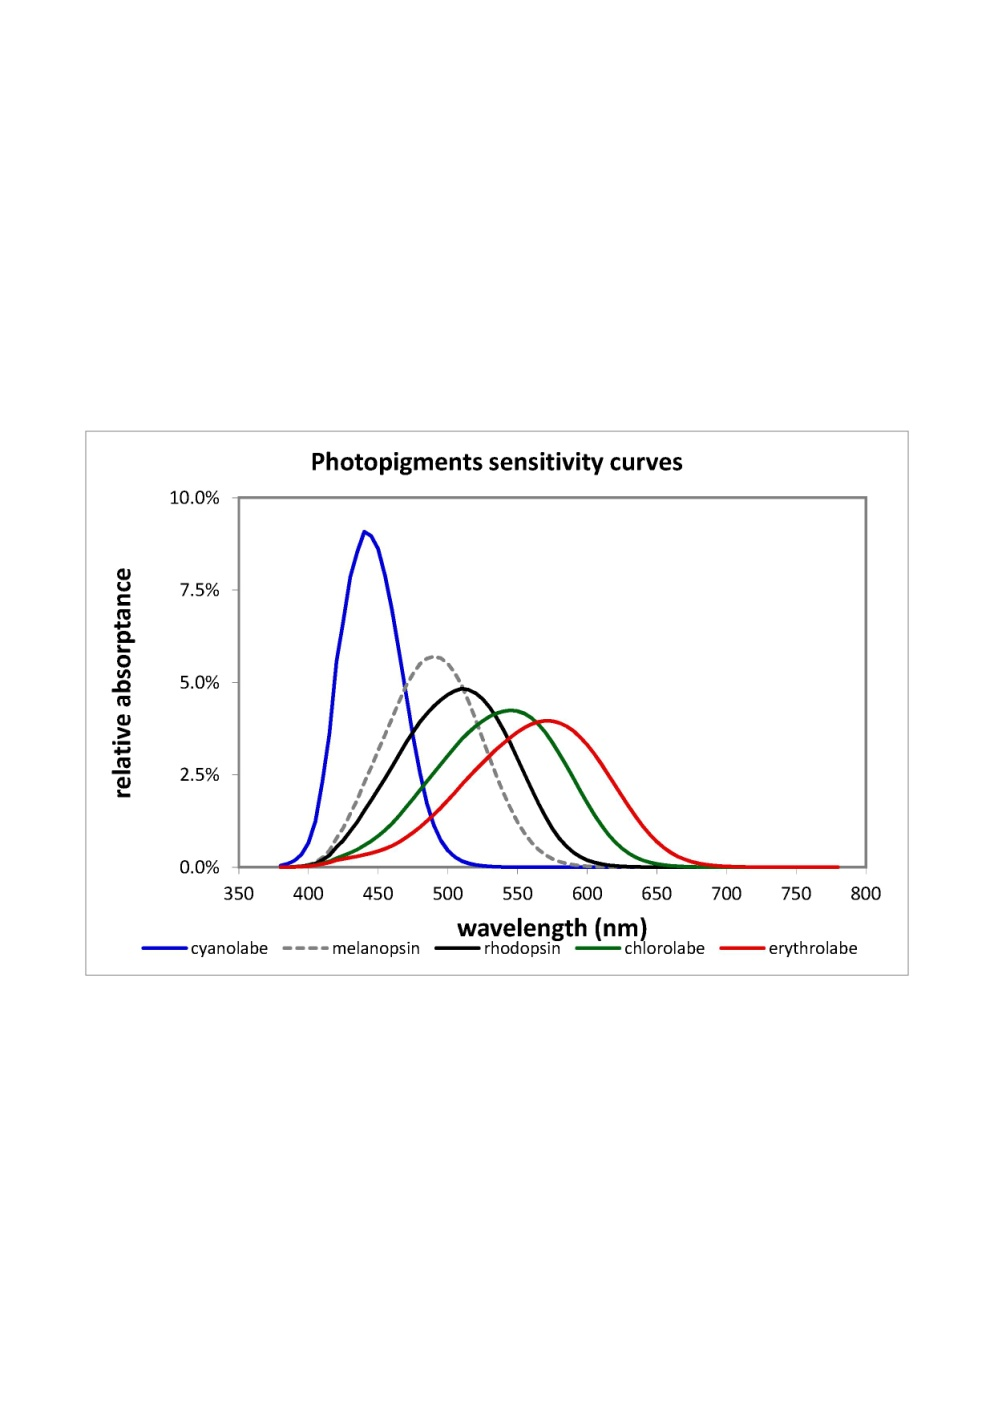 Photopigments sensitivity curves
10.0%
7.5%
5.0%
2.5%
0.0%
relative absorptance
350 400 450 500 550 600 650 700 750 800
wavelength (nm)
cyanolabe melanopsin rhodopsin chlorolabe erythrolabe